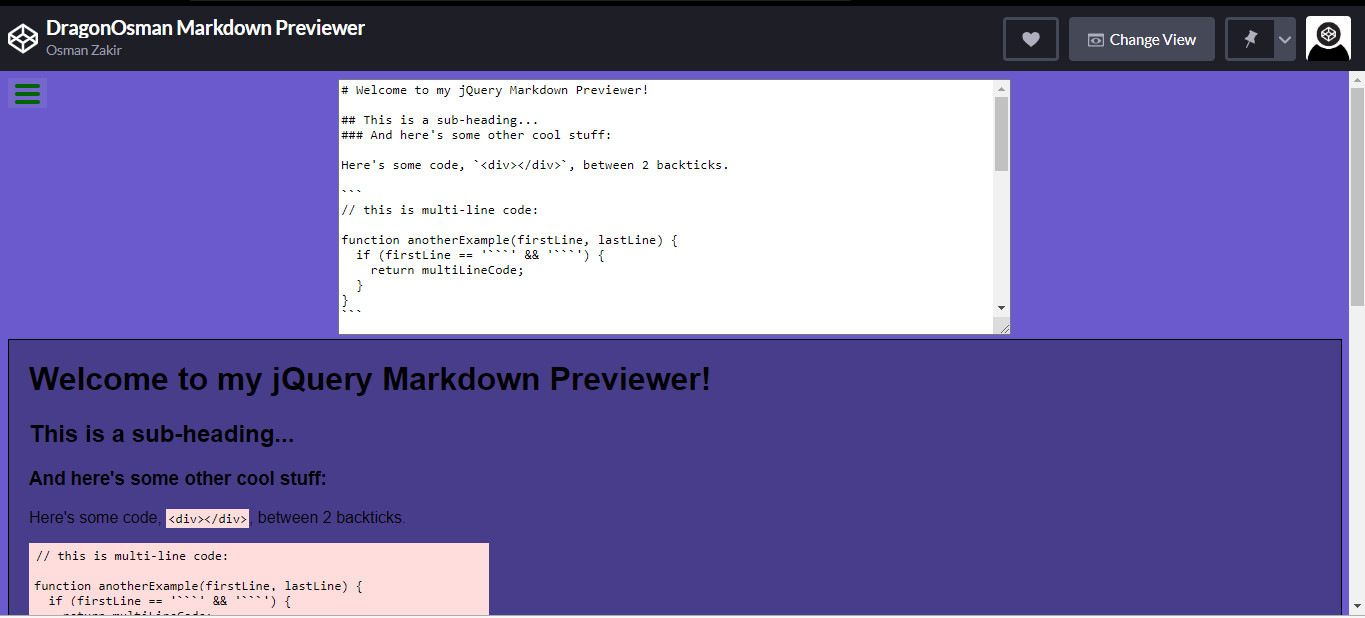 DragonOsman Markdown Previewer
Osman Zakir
Change View
# Welcome to my jQuery Markdown Previewer!
## This is a sub-heading...
### And here's some other cool stuff:
Here's some code, `<div></div>`, between 2 backticks.
```
// this is multi-line code:
function anotherExample(firstLine, lastLine) {
  if (firstLine == '```' && '```') {
    return multiLineCode;
  }
}
```
Welcome to my jQuery Markdown Previewer!
This is a sub-heading...
And here's some other cool stuff:
Here's some code, <div></div>, between 2 backticks.
// this is multi-line code:
function anotherExample(firstLine, lastLine) {
  if (firstLine == '```' && '```') {
    return multiLineCode;